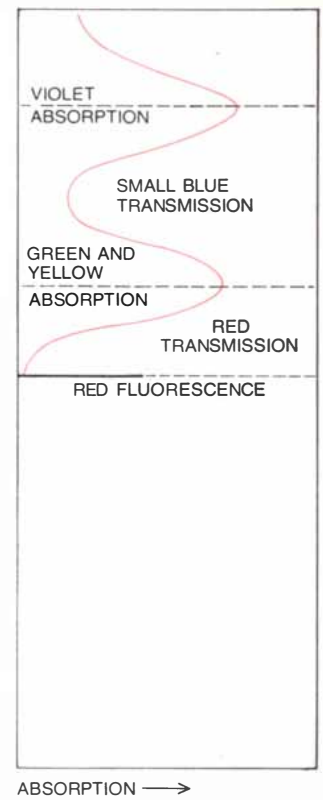 VIOLET
ABSORPTION
SMALL BLUE
TRANSMISSION
GREEN AND
YELLOW
ABSORPTION
RED
TRANSMISSION
RED FLUORESCENCE
ABSORPTION